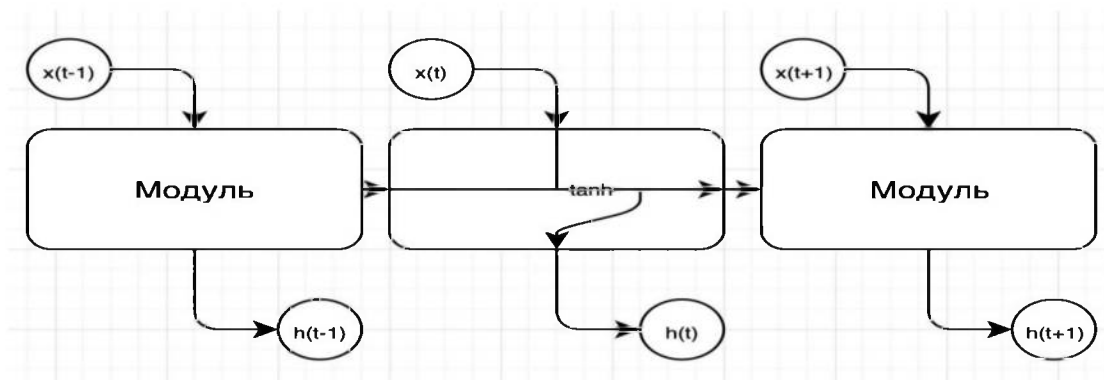 x(t-1)
x(t)
x(t+1)
Модуль
tanh
Модуль
h(t-1)
h(t)
h(t+1)